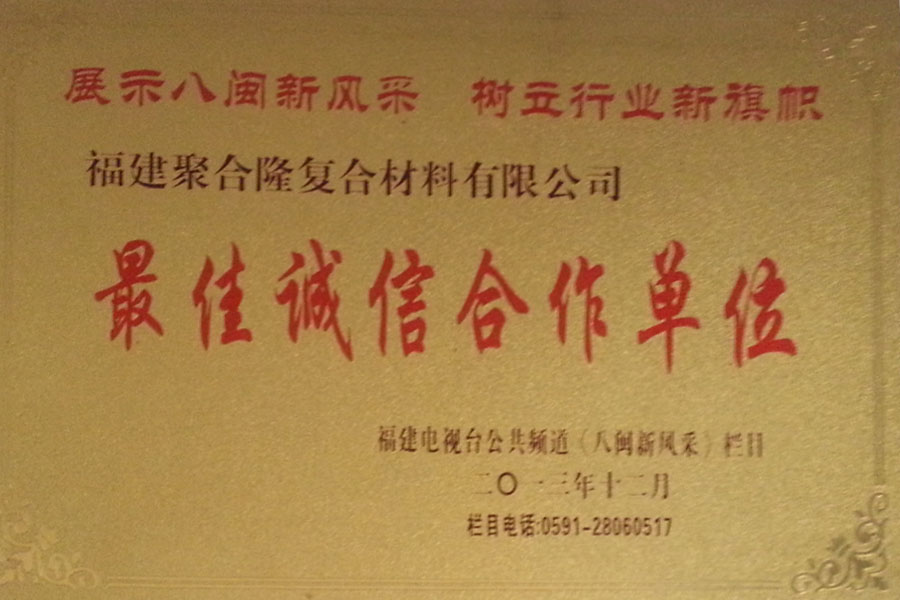 展示八闽新风采 树立行业新旗帜
福建聚合隆复合材料有限公司
最佳诚信合作单位
福建电视台公共频道（八闽新风采）栏目
二〇一三年十二月
栏目电话:0591-28060517